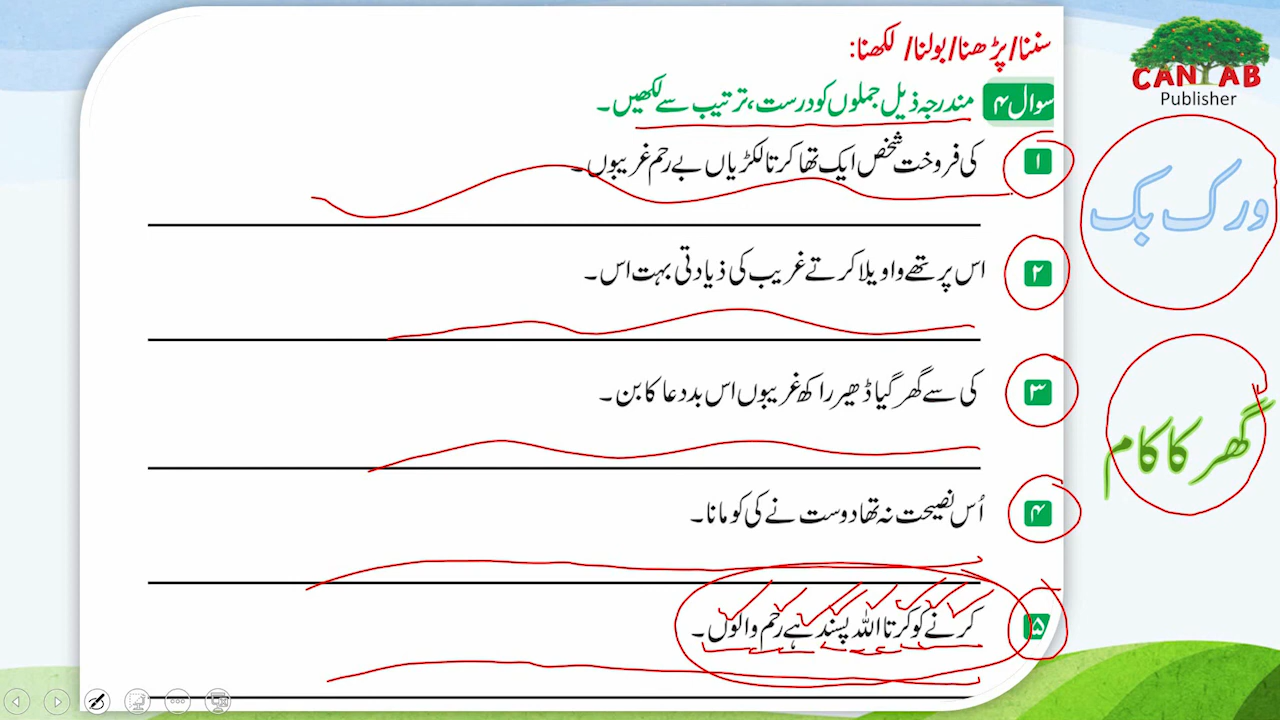 سننا/پڑھنا/بولنا/ لکھنا:
سوال ۴ مندرجہ ذیل جملوں کو درست، ترتیب سے لکھیں۔
CANTAB
Publisher
۱ کی فروخت شخص ایک تھا کرتا لکڑیاں بے رحم غریبوں۔
ورک بک
۲ اس پر تھے واویلا کرتے غریب کی ذیادتی بہت اس۔
۳ کی سے گھر گیا ڈھیر راکھ غریبوں اس بددعا کا بن۔
گھر کا کام
۴ اُس نصیحت نہ تھا دوست نے کی کو مانا۔
۵ کرنے کو کرتا اللہ پسند ہے رحم والوں۔